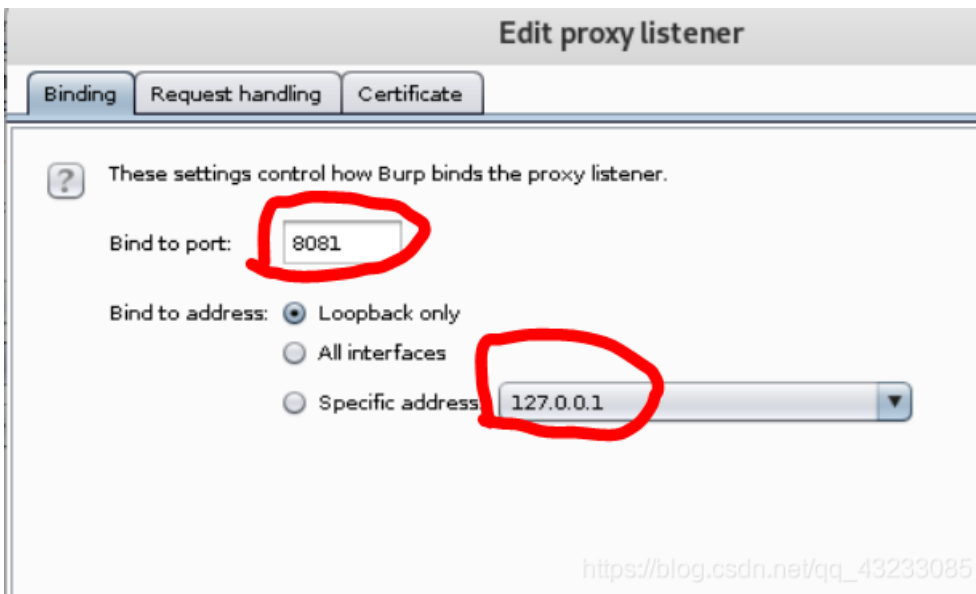 Edit proxy listener
Binding Request handling Certificate
? These settings control how Burp binds the proxy listener.
Bind to port: 8081
Bind to address: Loopback only
All interfaces
Specific address: 127.0.0.1
https://blog.csdn.net/qq_43233085